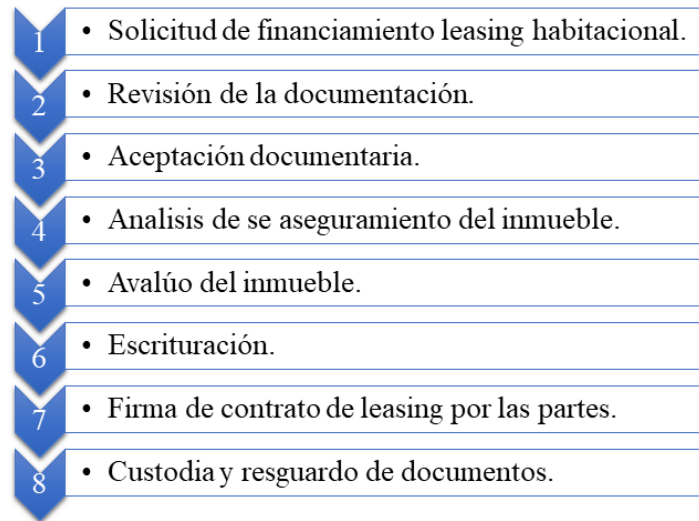 1 • Solicitud de financiamiento leasing habitacional.
2 • Revisión de la documentación.
3 • Aceptación documentaria.
4 • Analisis de se aseguramiento del inmueble.
5 • Avalúo del inmueble.
6 • Escrituración.
7 • Firma de contrato de leasing por las partes.
8 • Custodia y resguardo de documentos.